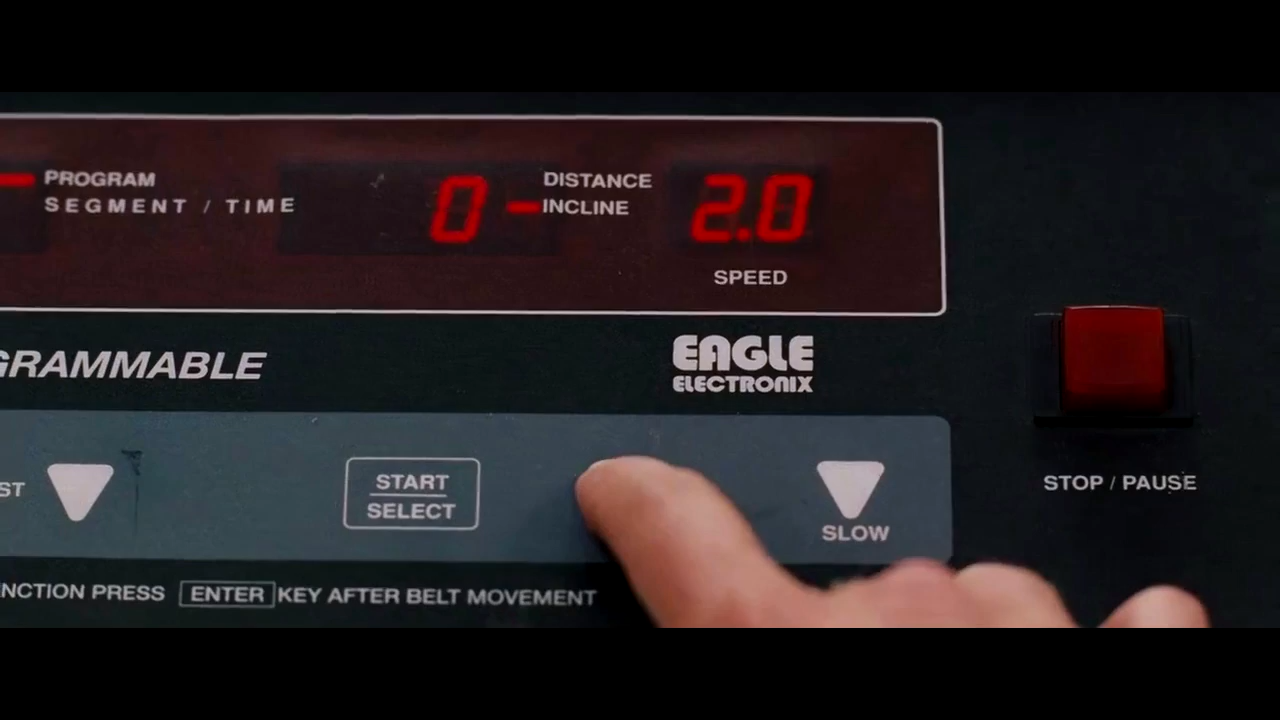 PROGRAM
SEGMENT / TIME
0
DISTANCE
INCLINE
2.0
SPEED
GRAMMABLE
EAGLE
ELECTRONIX
ST
START
SELECT
SLOW
STOP / PAUSE
NCTION PRESS ENTER KEY AFTER BELT MOVEMENT